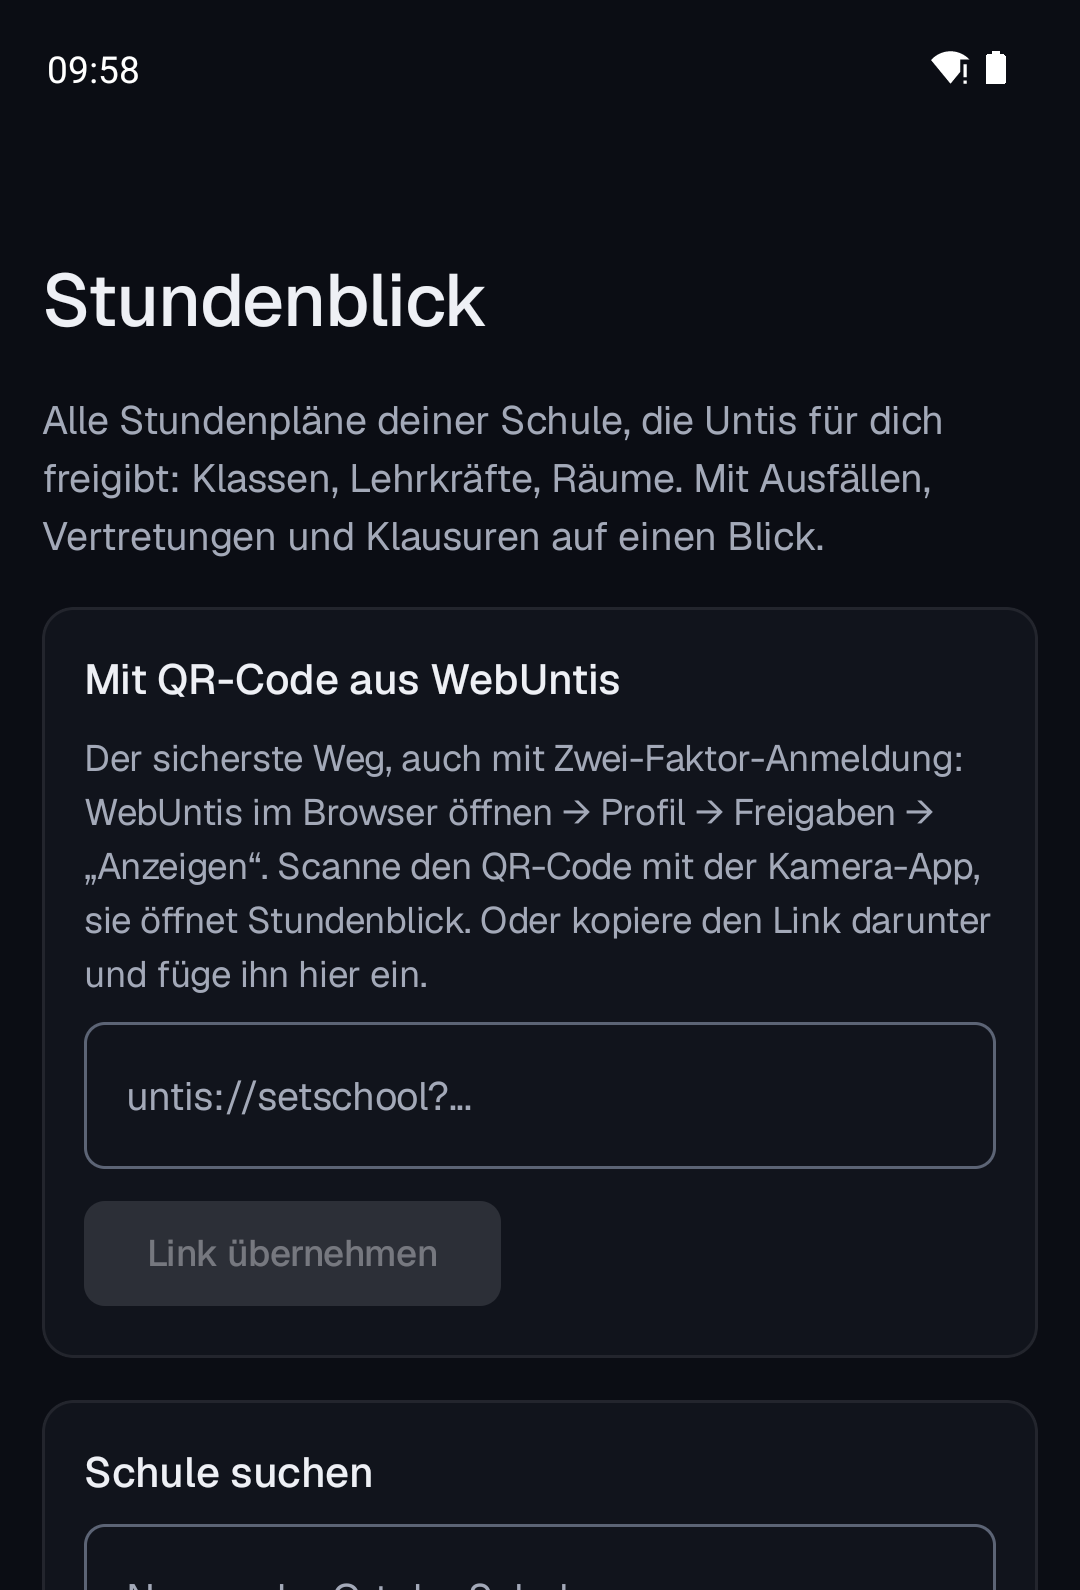 09:58
Stundenblick
Alle Stundenpläne deiner Schule, die Untis für dich
freigibt: Klassen, Lehrkräfte, Räume. Mit Ausfällen,
Vertretungen und Klausuren auf einen Blick.
Mit QR-Code aus WebUntis
Der sicherste Weg, auch mit Zwei-Faktor-Anmeldung:
WebUntis im Browser öffnen → Profil → Freigaben →
„Anzeigen“. Scanne den QR-Code mit der Kamera-App,
sie öffnet Stundenblick. Oder kopiere den Link darunter
und füge ihn hier ein.
untis://setschool?…
Link übernehmen
Schule suchen